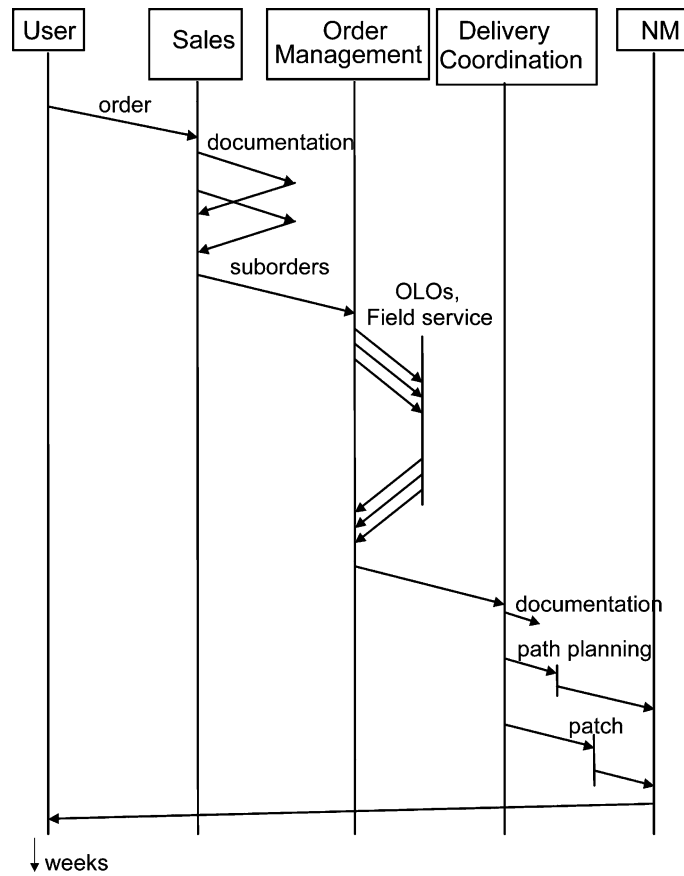 User
Sales
Order
Management
Delivery
Coordination
NM
order
documentation
suborders
OLOs,
Field service
documentation
path planning
patch
weeks